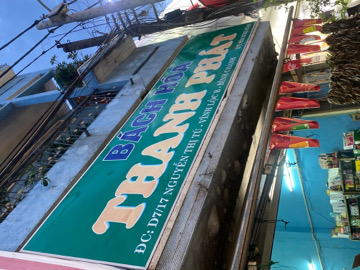 BÁCH HÓA
THANH PHÁT
ĐC: D7/17 NGUYỄN THỊ TÚ - VĨNH LỘC B - BÌNH CHÁNH